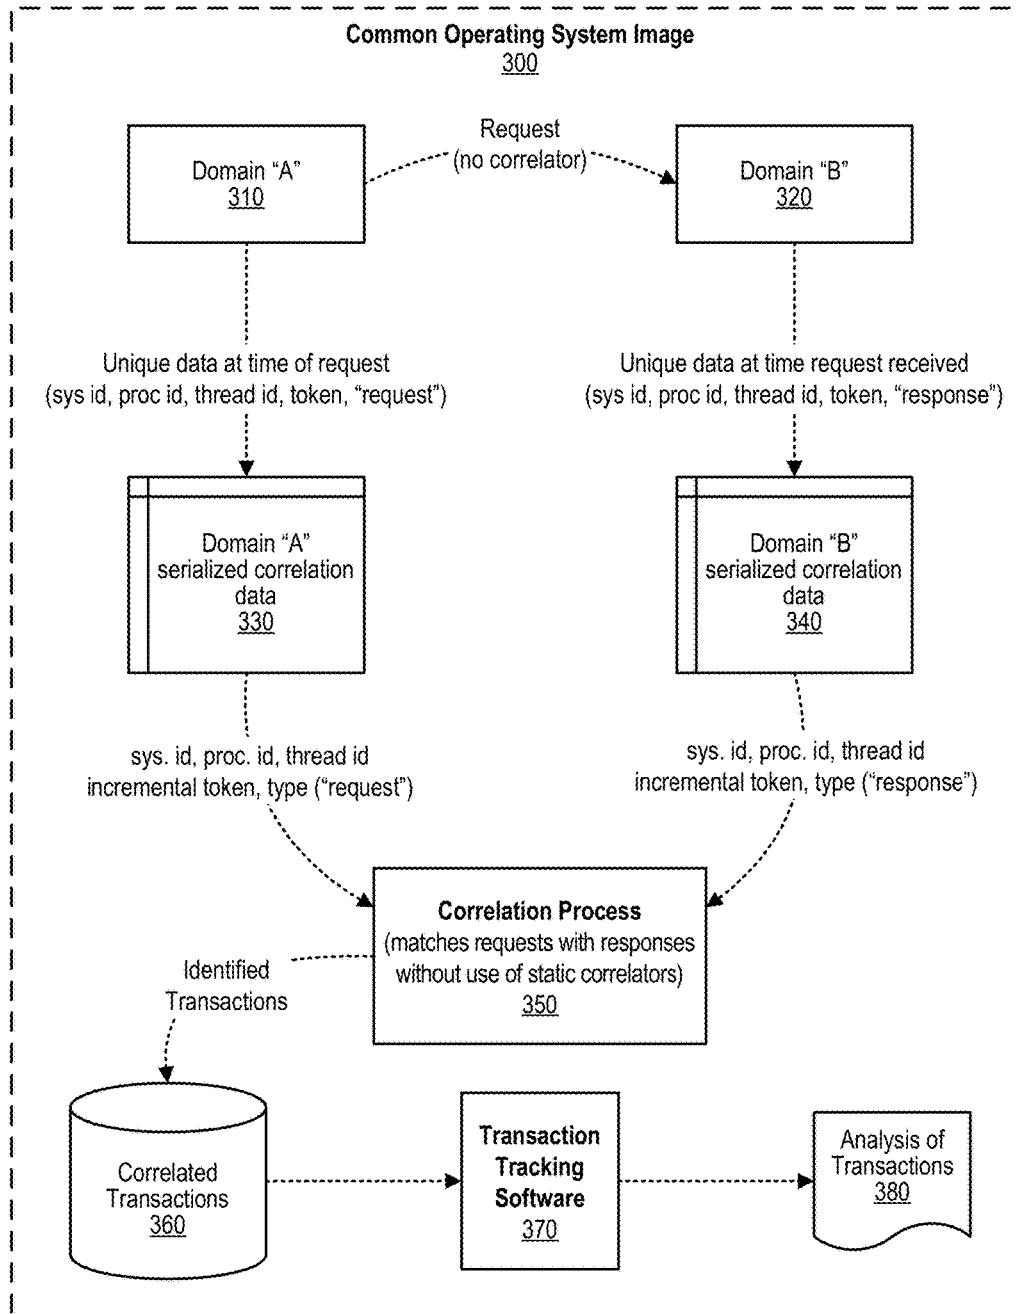 Common Operating System Image
300
Request
(no correlator)
Domain “A”
310
Domain “B”
320
Unique data at time of request
(sys id, proc id, thread id, token, “request”)
Unique data at time request received
(sys id, proc id, thread id, token, “response”)
Domain “A”
serialized correlation
data
330
Domain “B”
serialized correlation
data
340
sys. id, proc. id, thread id
incremental token, type (“request”)
sys. id, proc. id, thread id
incremental token, type (“response”)
Correlation Process
(matches requests with responses
without use of static correlators)
350
Identified
Transactions
Correlated
Transactions
360
Transaction
Tracking
Software
370
Analysis of
Transactions
380